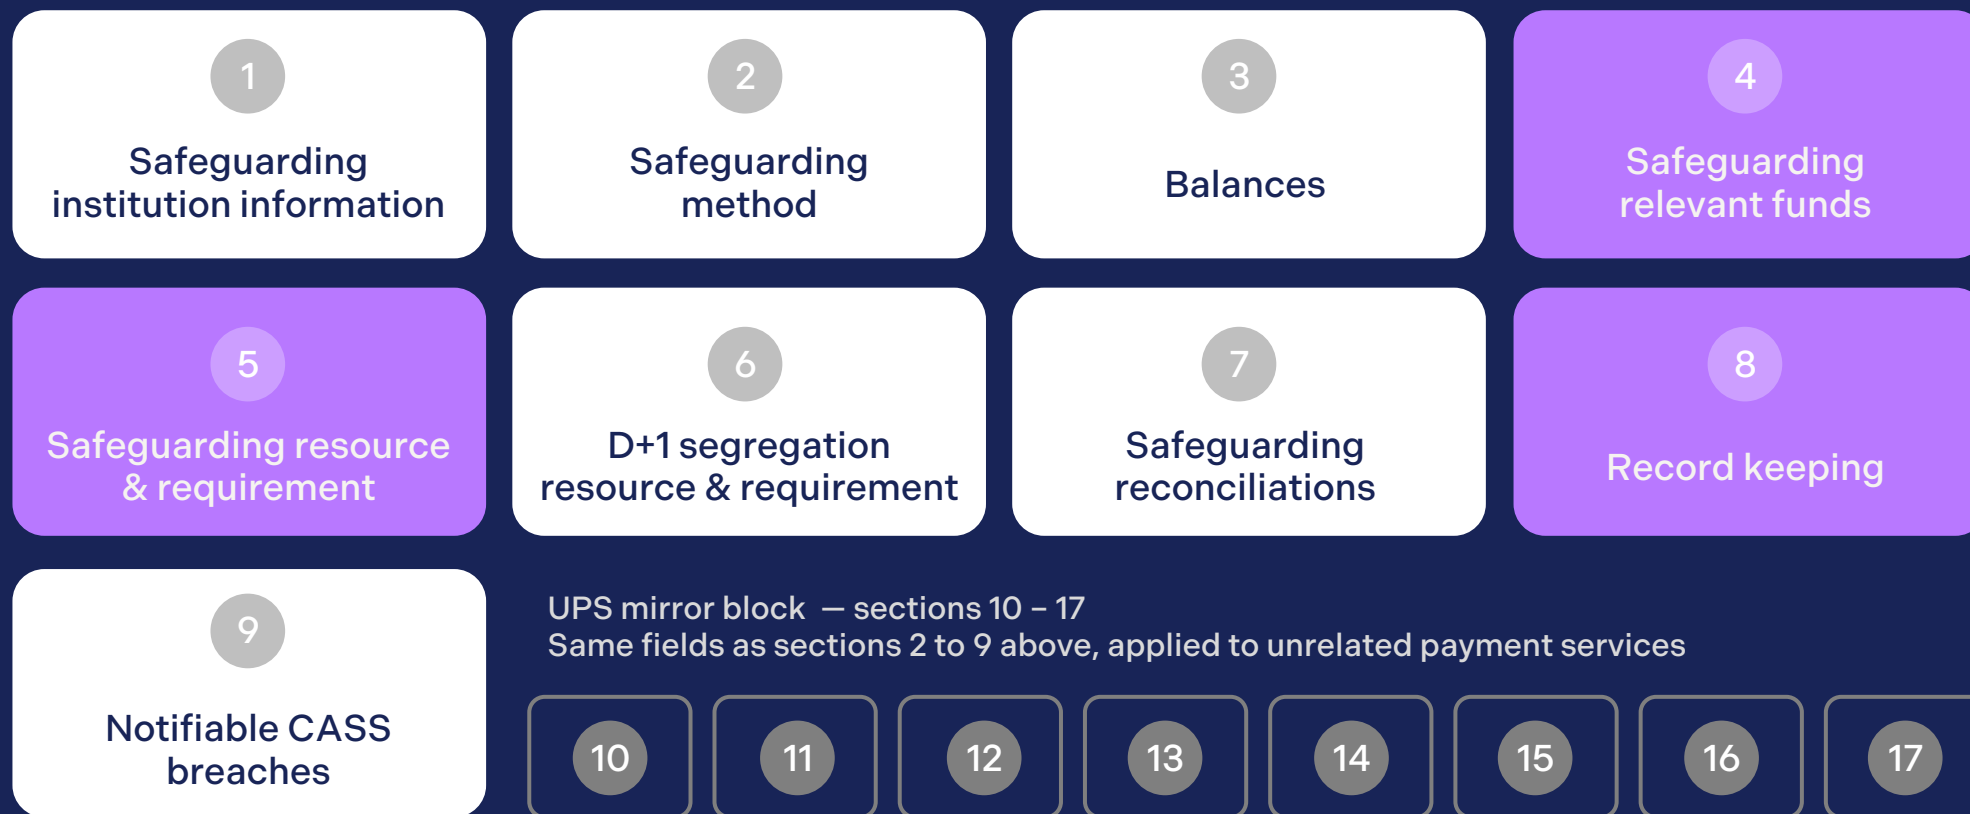 1
Safeguarding
institution information
2
Safeguarding
method
3
Balances
4
Safeguarding
relevant funds
5
Safeguarding resource
& requirement
6
D+1 segregation
resource & requirement
7
Safeguarding
reconciliations
8
Record keeping
9
Notifiable CASS
breaches
UPS mirror block — sections 10 – 17
Same fields as sections 2 to 9 above, applied to unrelated payment services
10
11
12
13
14
15
16
17